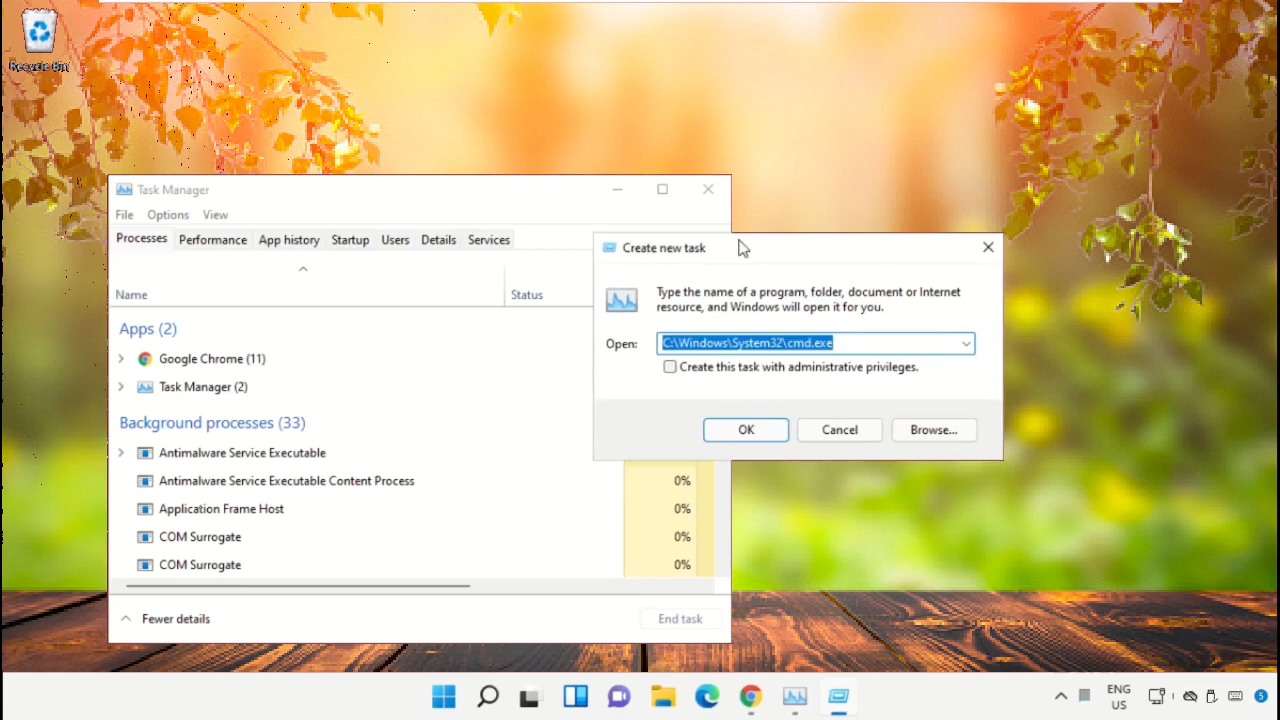 Recycle Bin
Task Manager
File Options View
Processes Performance App history Startup Users Details Services
Name Status
Apps (2)
Google Chrome (11)
Task Manager (2)
Background processes (33)
Antimalware Service Executable
Antimalware Service Executable Content Process 0%
Application Frame Host 0%
COM Surrogate 0%
COM Surrogate 0%
Fewer details End task
Create new task
Type the name of a program, folder, document or Internet
resource, and Windows will open it for you.
Open: C:\Windows\System32\cmd.exe
Create this task with administrative privileges.
OK Cancel Browse...
ENG
US
5